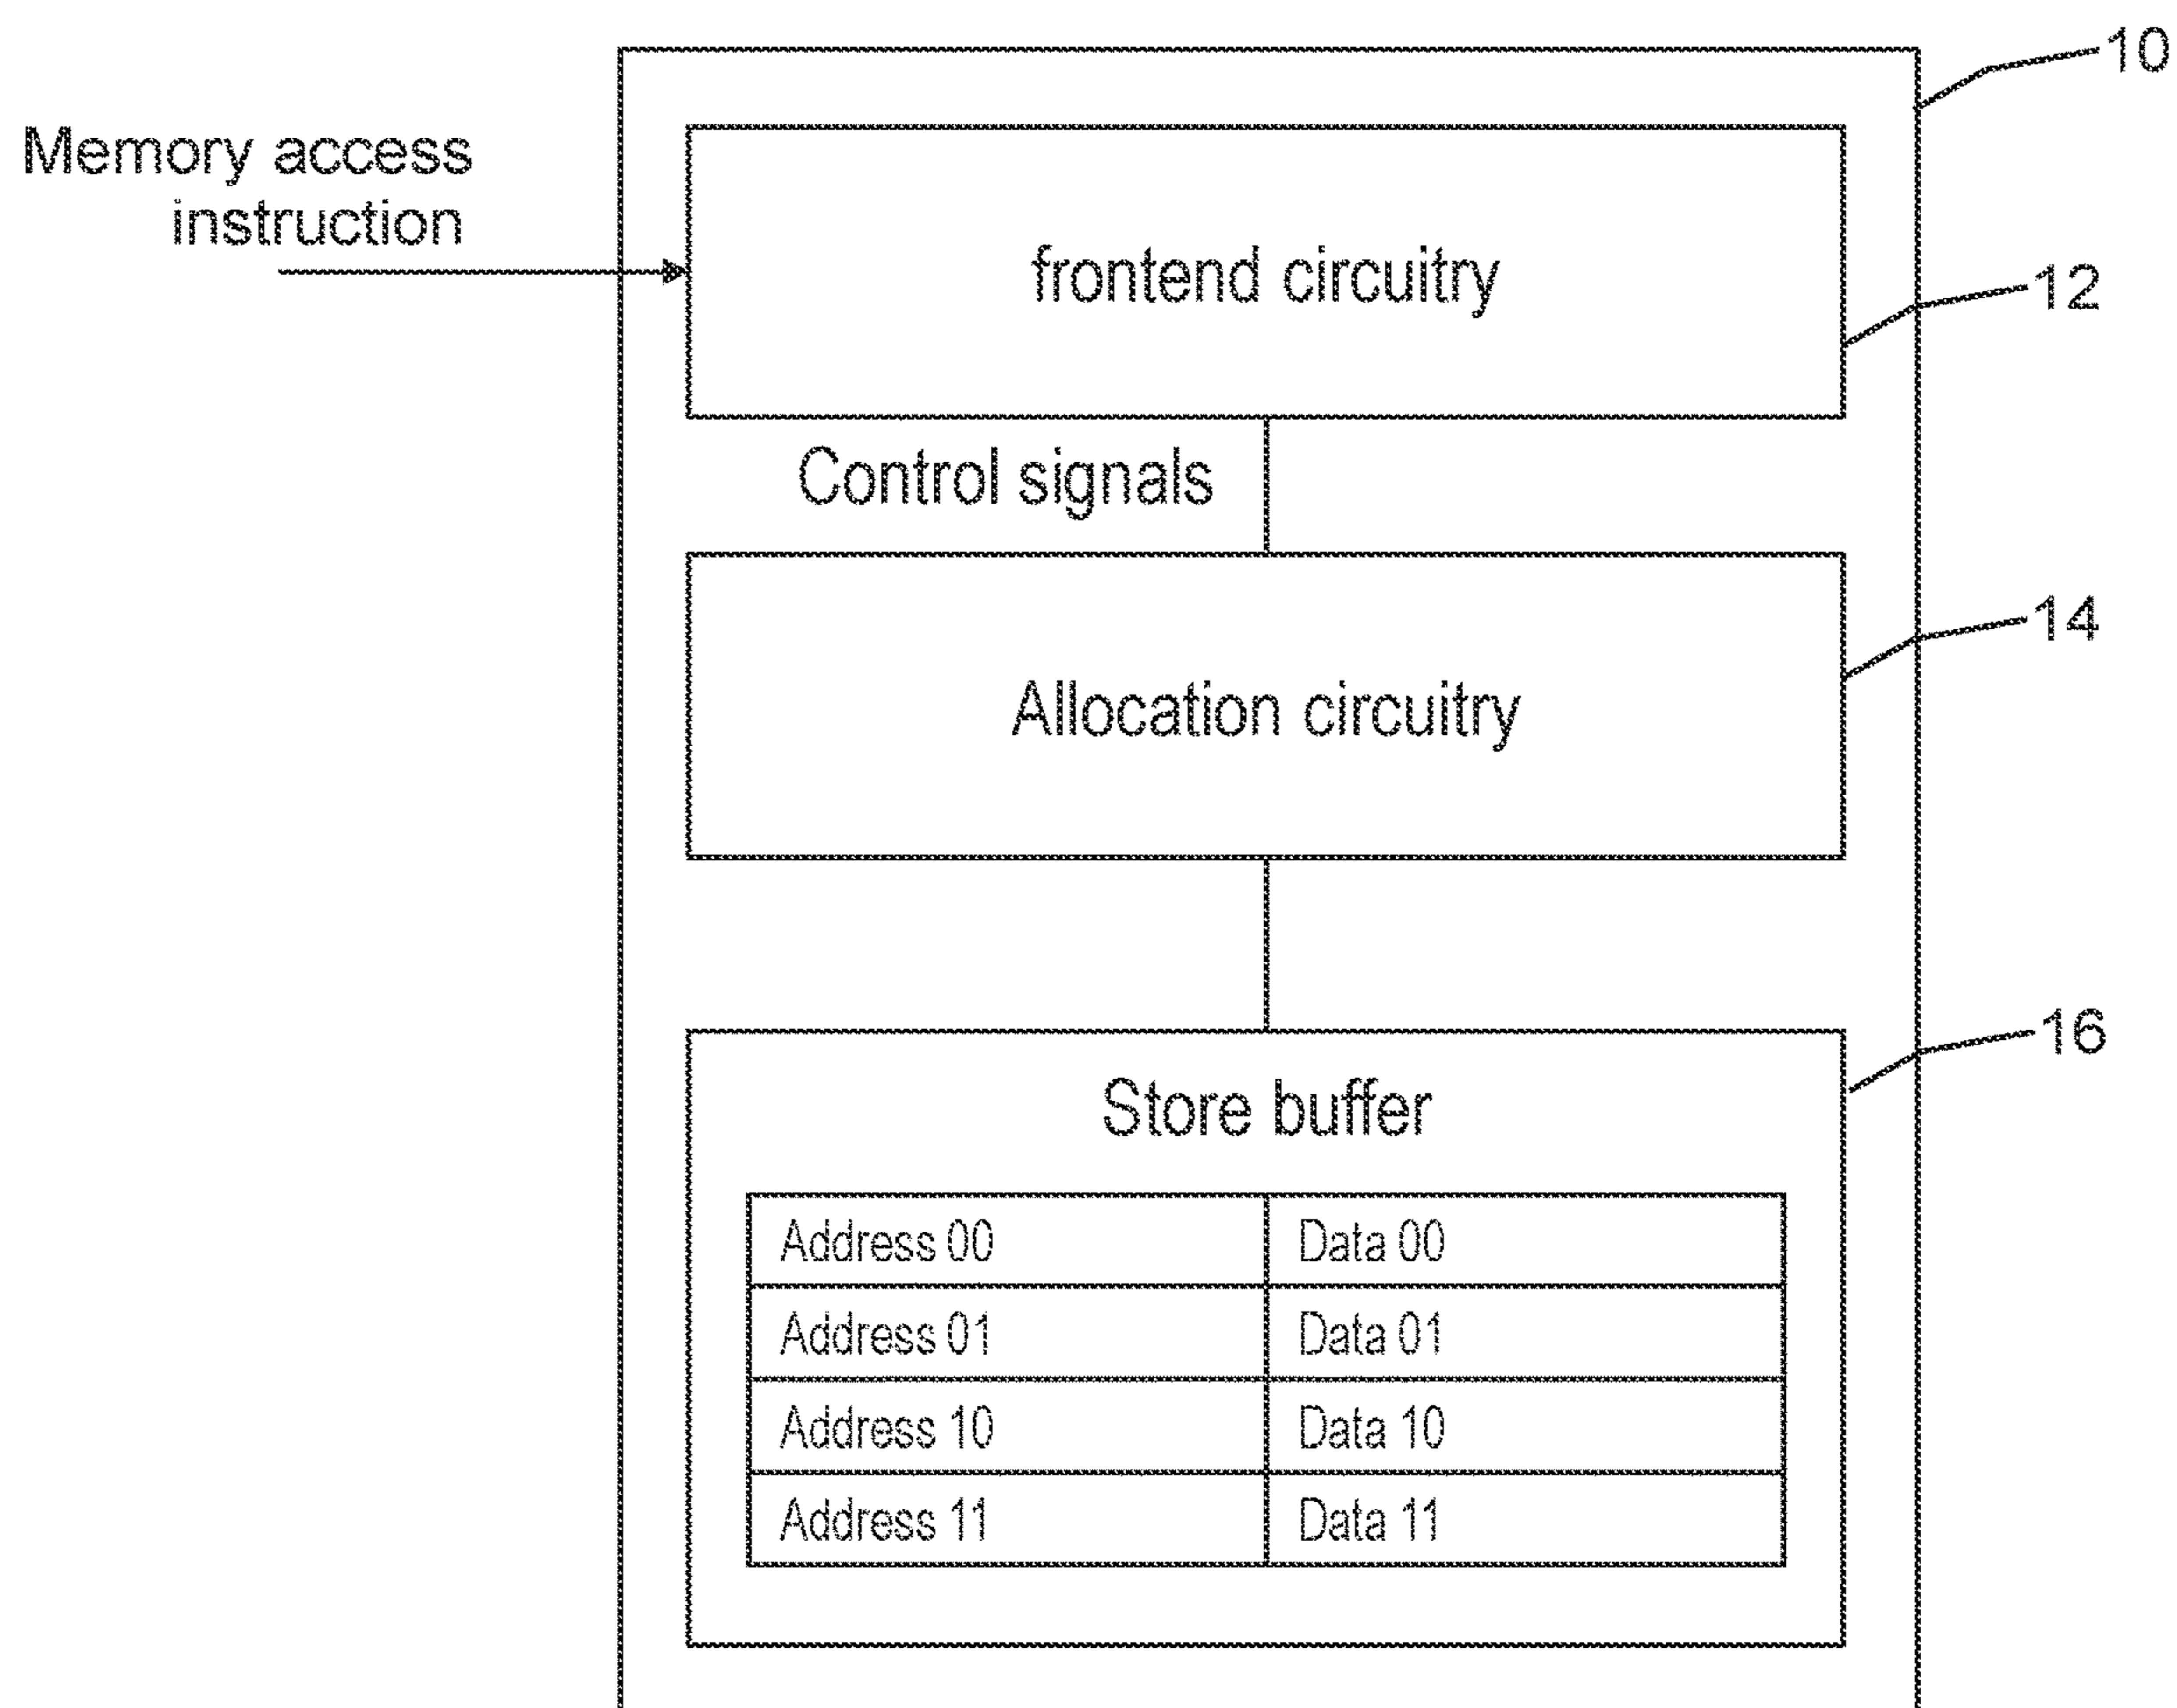 10
Memory access
instruction
frontend circuitry
12
Control signals
14
Allocation circuitry
16
Store buffer
Address 00 Data 00
Address 01 Data 01
Address 10 Data 10
Address 11 Data 11